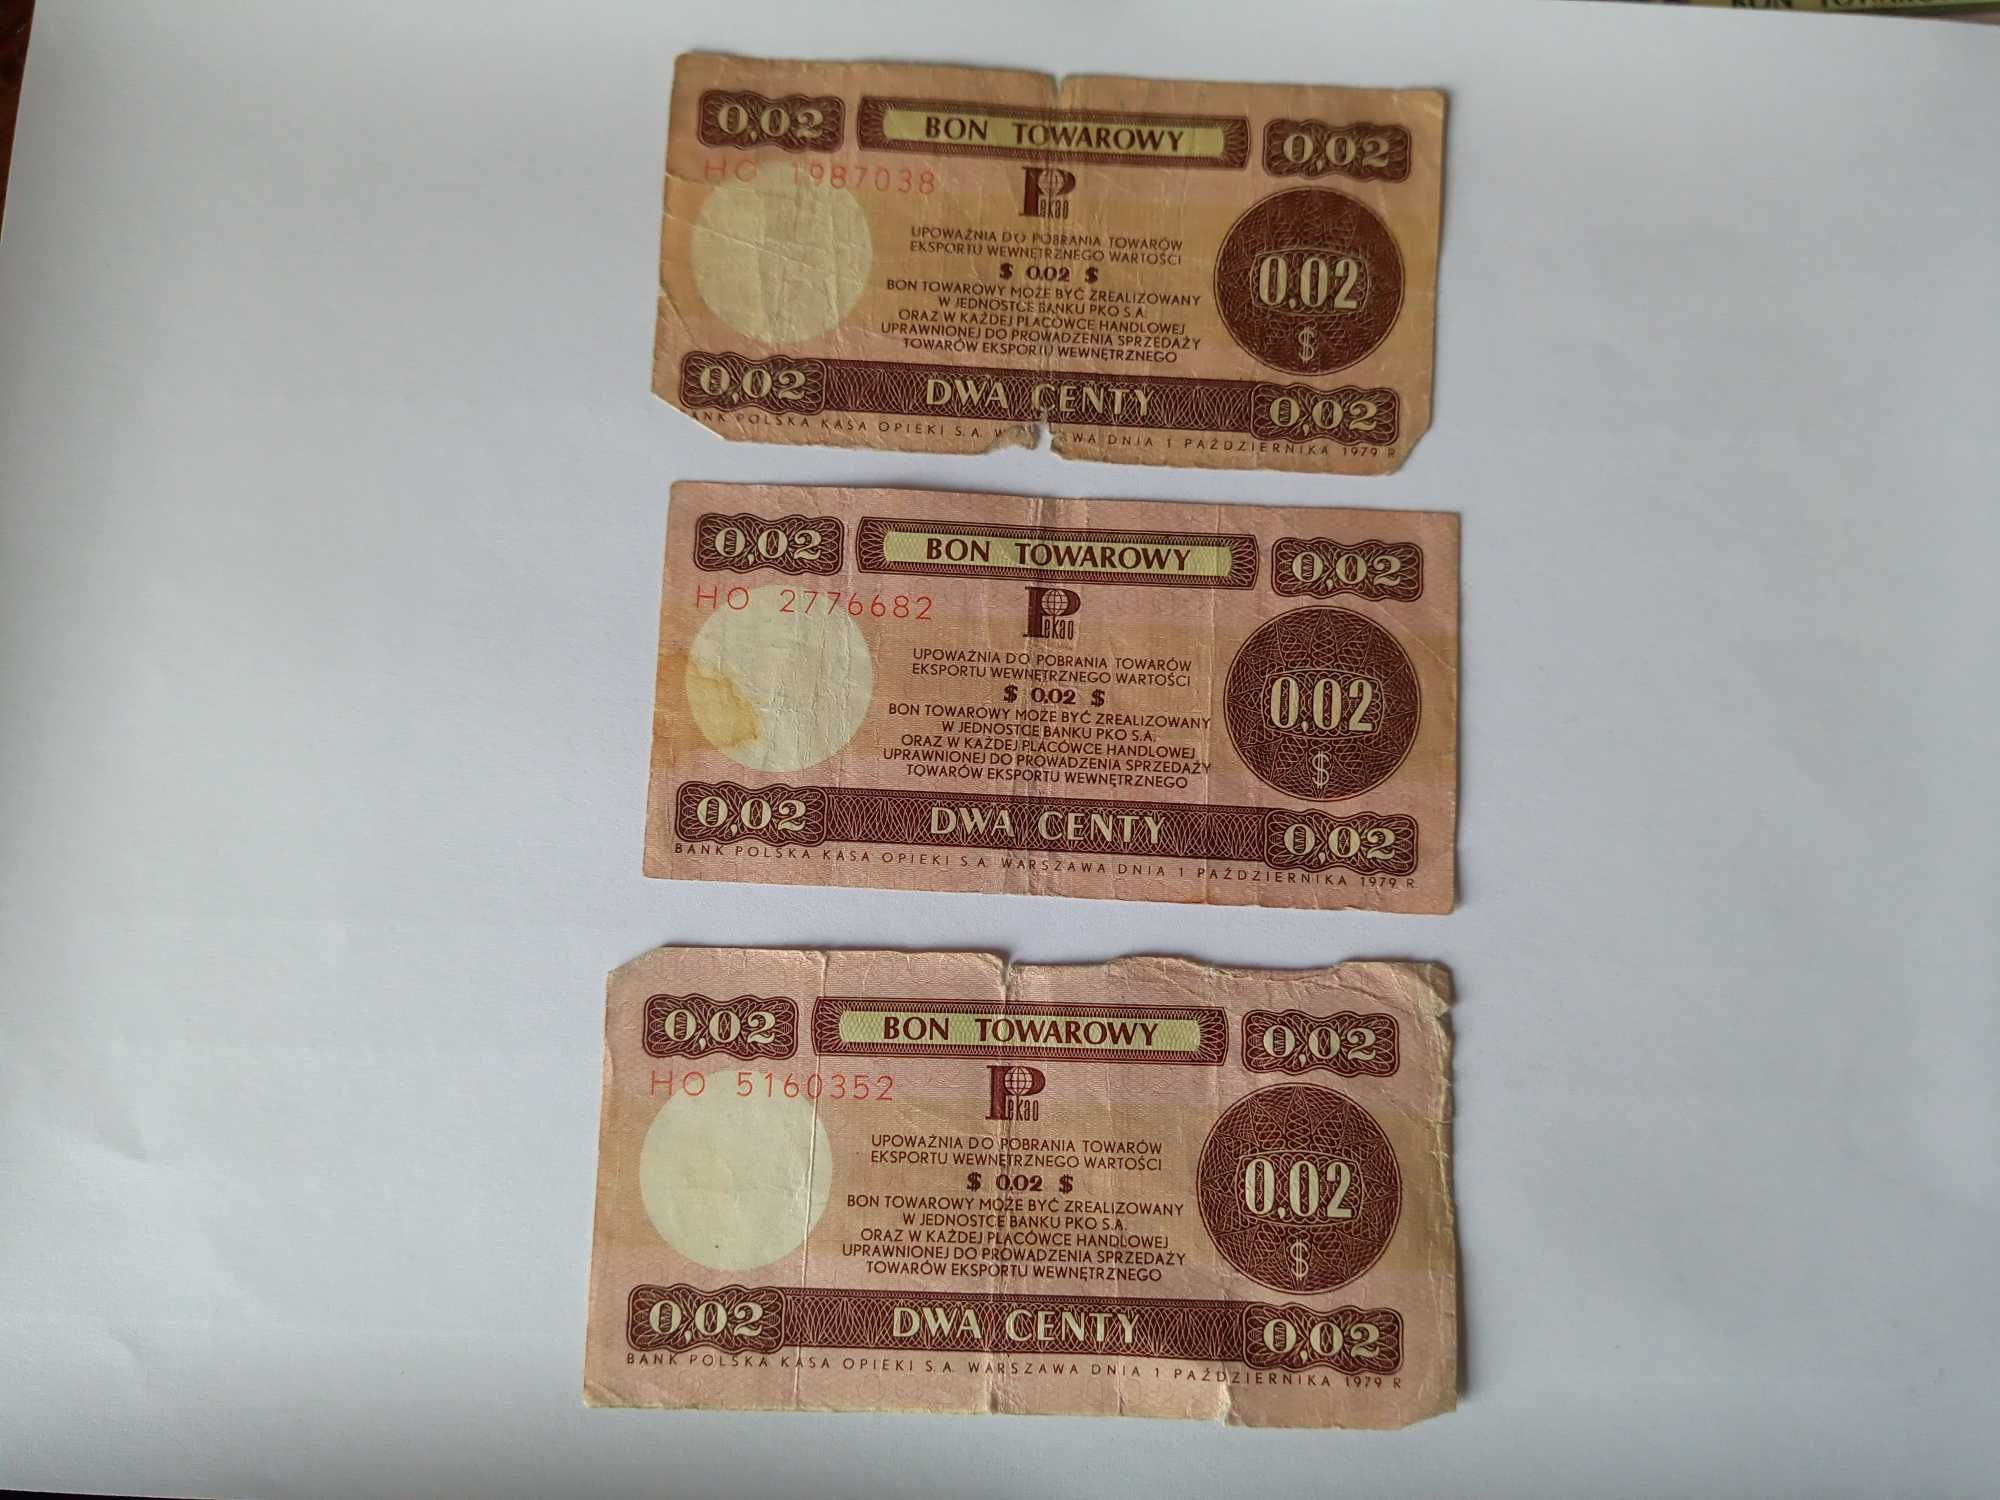 BON TOWARO
0,02 BON TOWAROWY 0,02
HO 1987038
Pekao
UPOWAŻNIA DO POBRANIA TOWARÓW
EKSPORTU WEWNĘTRZNEGO WARTOŚCI
$ 0.02 $
BON TOWAROWY MOŻE BYĆ ZREALIZOWANY
W JEDNOSTCE BANKU PKO S.A.
ORAZ W KAŻDEJ PLACÓWCE HANDLOWEJ
UPRAWNIONEJ DO PROWADZENIA SPRZEDAŻY
TOWARÓW EKSPORTU WEWNĘTRZNEGO
0,02
$
0,02 DWA CENTY 0,02
ANK POLSKA KASA OPIEKI S.A. W WA DNIA 1 PAŹDZIERNIKA 1979 R
0,02 BON TOWAROWY 0,02
HO 2776682
Pekao
UPOWAŻNIA DO POBRANIA TOWARÓW
EKSPORTU WEWNĘTRZNEGO WARTOŚCI
$ 0.02 $
BON TOWAROWY MOŻE BYĆ ZREALIZOWANY
W JEDNOSTCE BANKU PKO S.A.
ORAZ W KAŻDEJ PLACÓWCE HANDLOWEJ
UPRAWNIONEJ DO PROWADZENIA SPRZEDAŻY
TOWARÓW EKSPORTU WEWNĘTRZNEGO
0,02
$
0,02 DWA CENTY 0,02
BANK POLSKA KASA OPIEKI S.A. WARSZAWA DNIA 1 PAŹDZIERNIKA 1979 R
0,02 BON TOWAROWY 0,02
HO 5160352
Pekao
UPOWAŻNIA DO POBRANIA TOWARÓW
EKSPORTU WEWNĘTRZNEGO WARTOŚCI
$ 0.02 $
BON TOWAROWY MOŻE BYĆ ZREALIZOWANY
W JEDNOSTCE BANKU PKO S.A.
ORAZ W KAŻDEJ PLACÓWCE HANDLOWEJ
UPRAWNIONEJ DO PROWADZENIA SPRZEDAŻY
TOWARÓW EKSPORTU WEWNĘTRZNEGO
0,02
$
0,02 DWA CENTY 0,02
BANK POLSKA KASA OPIEKI S.A. WARSZAWA DNIA 1 PAŹDZIERNIKA 1979 R